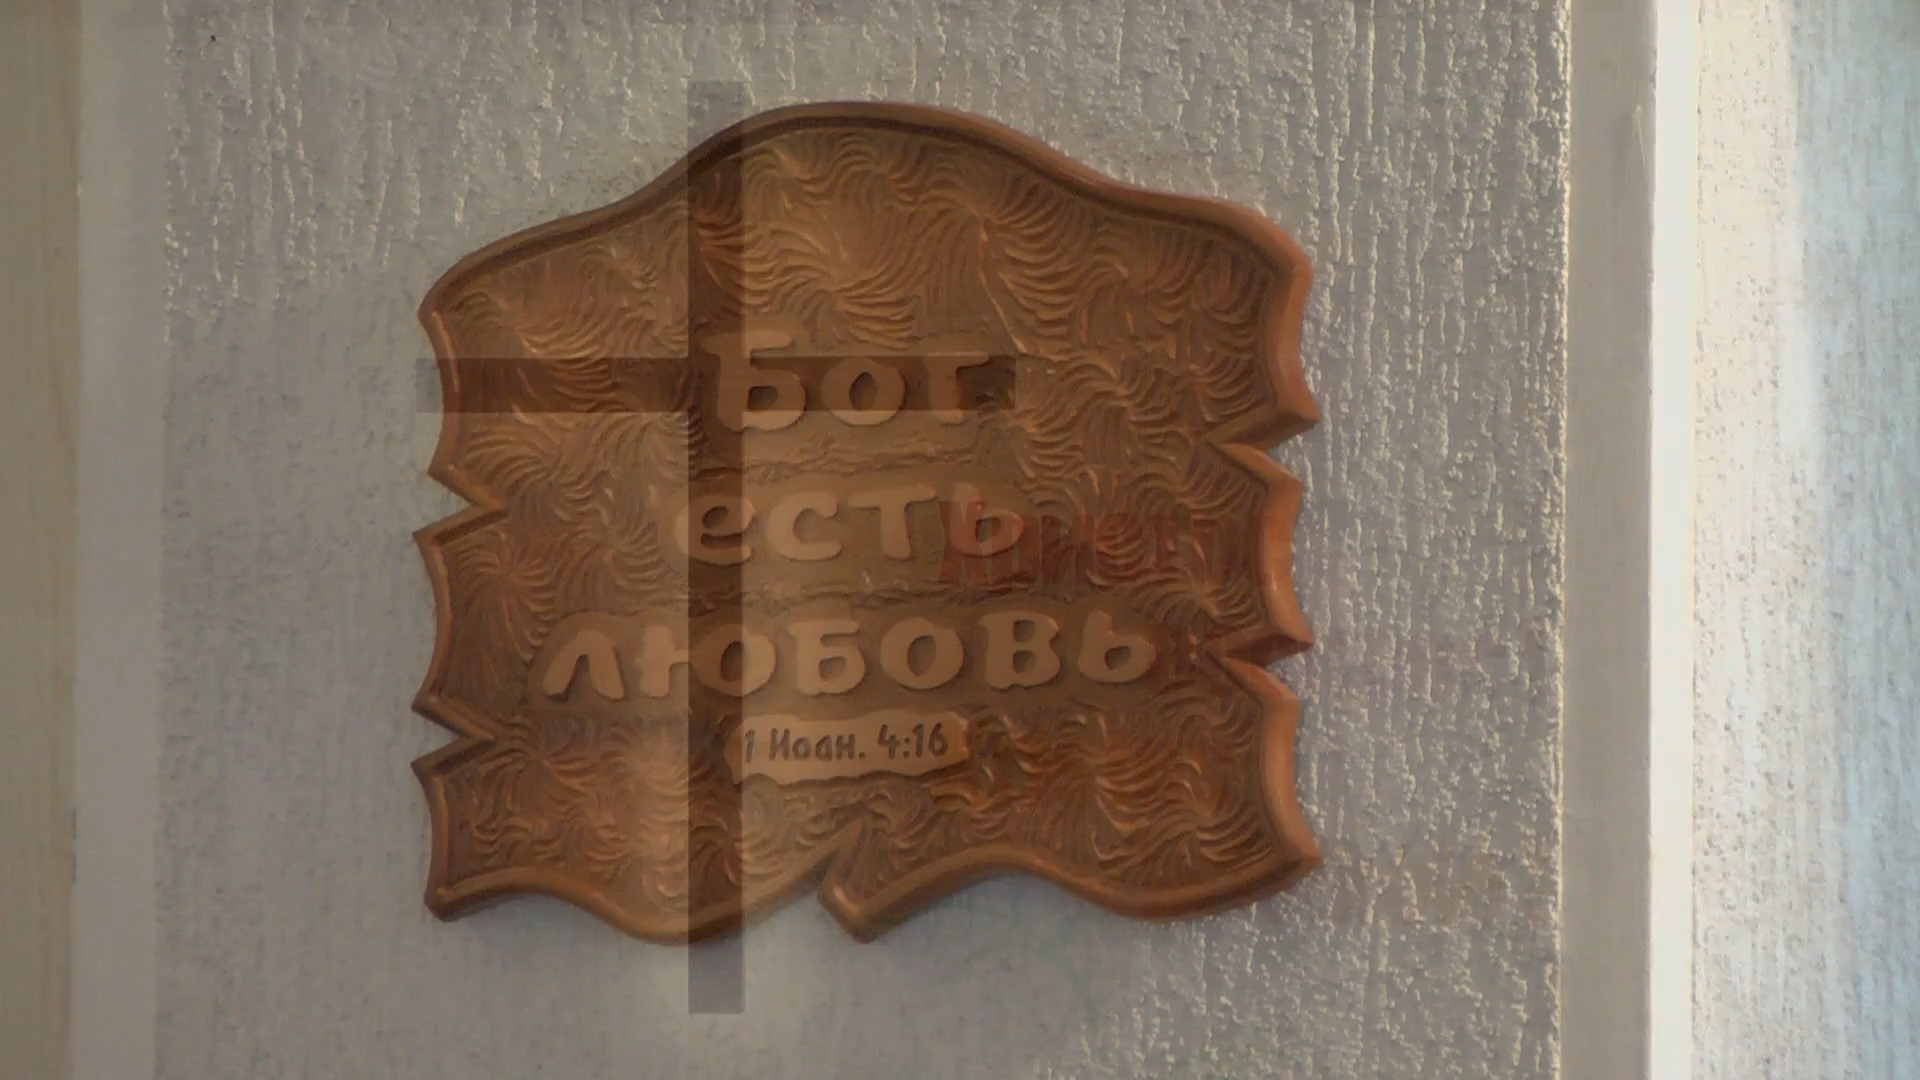 Бог
есть
любовь
1 Иоан. 4:16